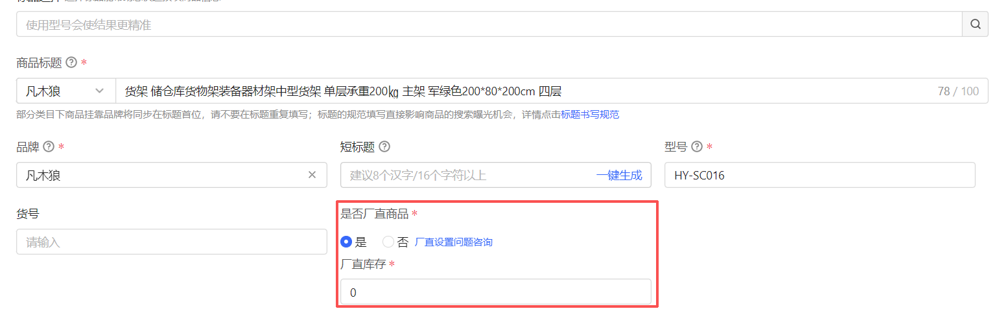 使用型号会使结果更精准
商品标题 ? *
凡木狼 货架 储仓库货物架装备器材架中型货架 单层承重200㎏ 主架 军绿色200*80*200cm 四层 78 / 100
部分类目下商品挂靠品牌将同步在标题首位，请不要在标题重复填写；标题的规范填写直接影响商品的搜索曝光机会，详情点击标题书写规范
品牌 ? * 短标题 ? 型号 ? *
凡木狼 建议8个汉字/16个字符以上 一键生成 HY-SC016
货号 是否厂直商品 *
请输入 是 否 厂直设置问题咨询
厂直库存 *
0